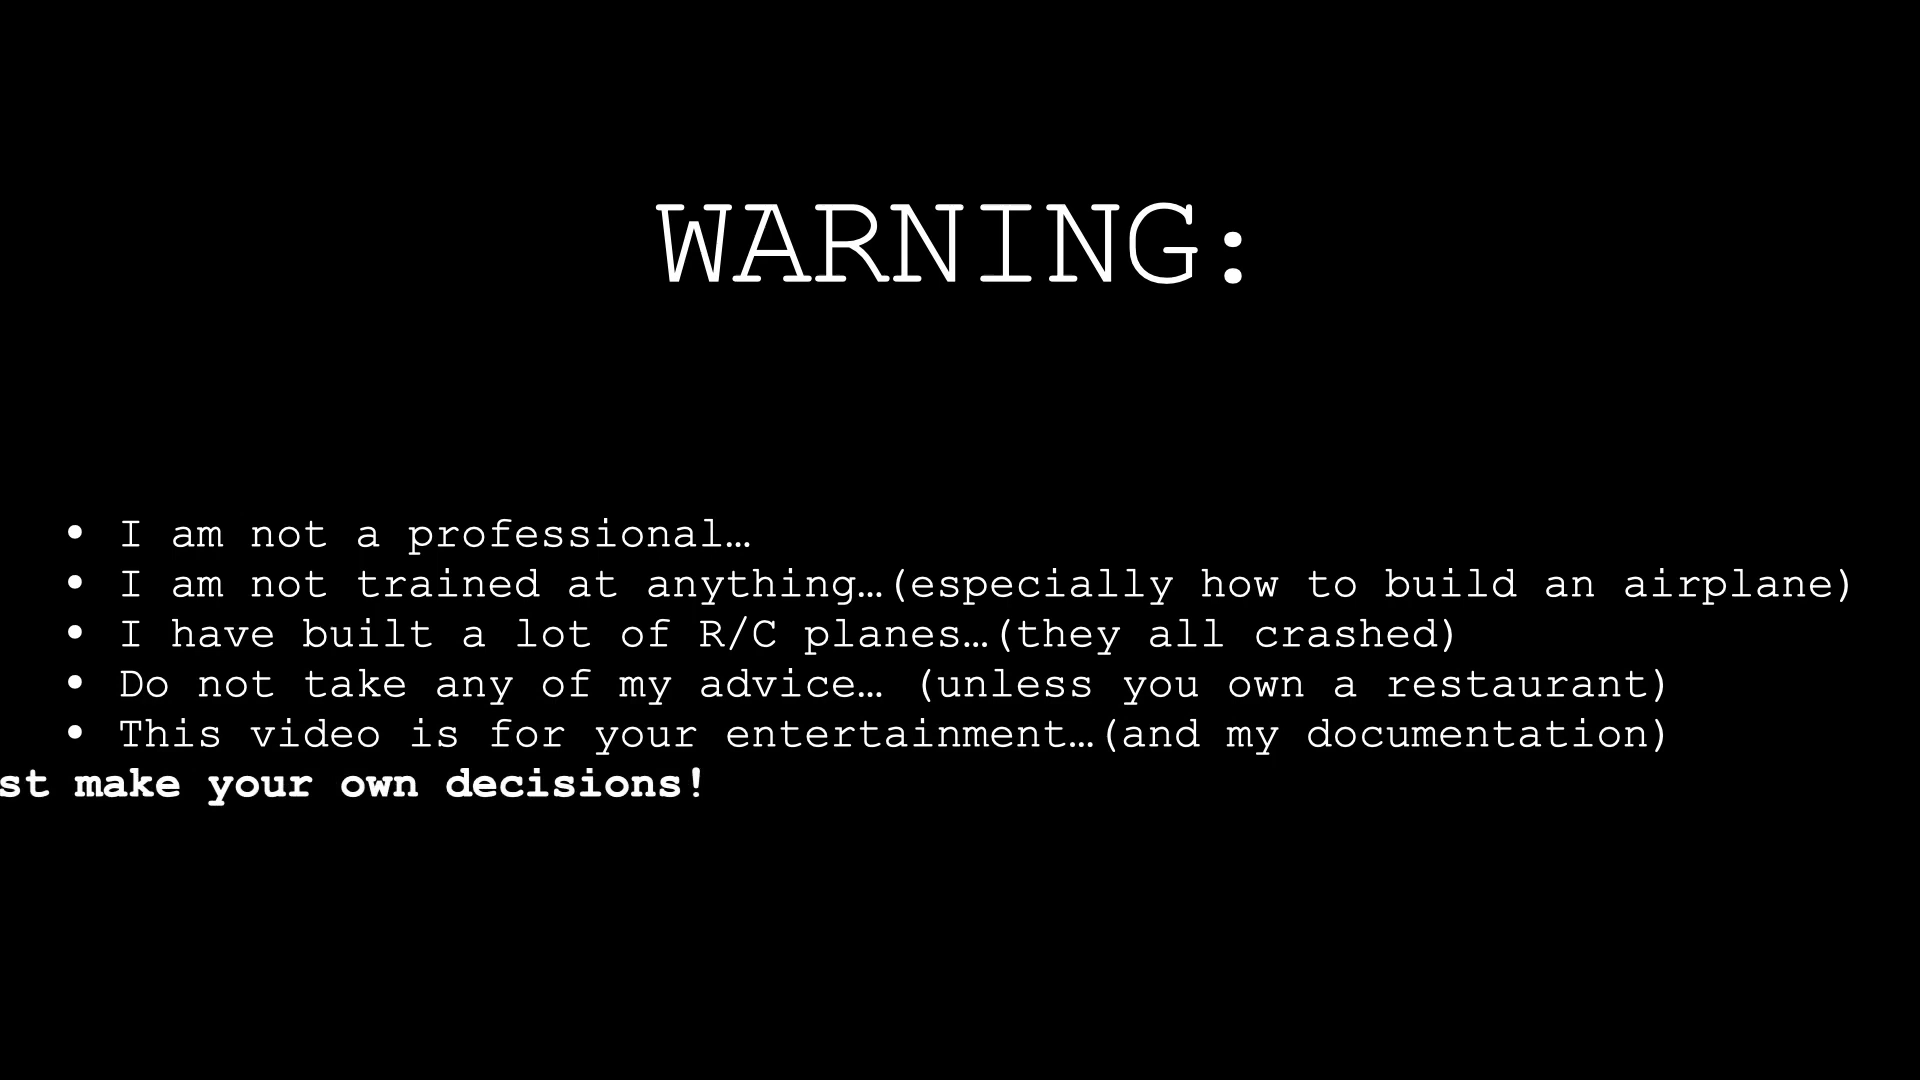 WARNING:
• I am not a professional…
• I am not trained at anything…(especially how to build an airplane)
• I have built a lot of R/C planes…(they all crashed)
• Do not take any of my advice… (unless you own a restaurant)
• This video is for your entertainment…(and my documentation)
make your own decisions!